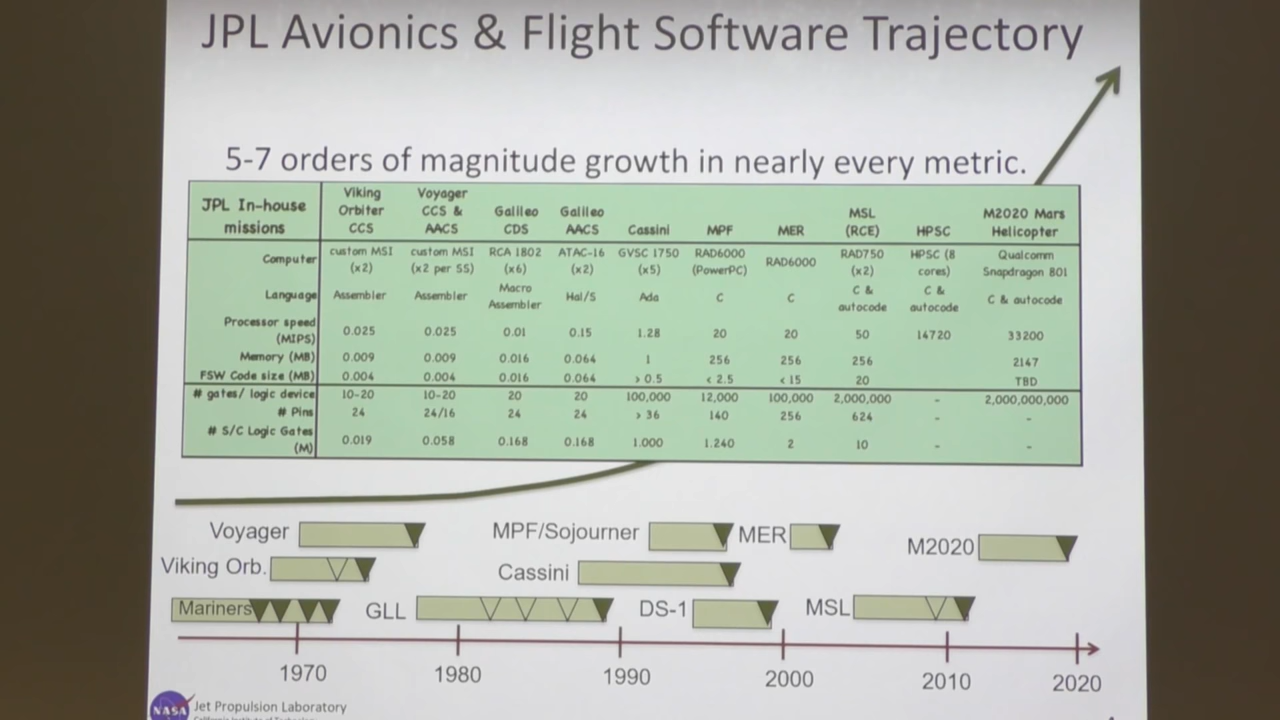 JPL Avionics & Flight Software Trajectory
5-7 orders of magnitude growth in nearly every metric.
JPL In-house missions | Viking Orbiter CCS | Voyager CCS & AACS | Galileo CDS | Galileo AACS | Cassini | MPF | MER | MSL (RCE) | HPSC | M2020 Mars Helicopter
Computer | custom MSI (x2) | custom MSI (x2 per SS) | RCA 1802 (x6) | ATAC-16 (x2) | GVSC 1750 (x5) | RAD6000 (PowerPC) | RAD6000 | RAD750 (x2) | HPSC (8 cores) | Qualcomm Snapdragon 801
Language | Assembler | Assembler | Macro Assembler | Hal/S | Ada | C | C | C & autocode | C & autocode | C & autocode
Processor speed (MIPS) | 0.025 | 0.025 | 0.01 | 0.15 | 1.28 | 20 | 20 | 50 | 14720 | 33200
Memory (MB) | 0.009 | 0.009 | 0.016 | 0.064 | 1 | 256 | 256 | 256 | | 2147
FSW Code size (MB) | 0.004 | 0.004 | 0.016 | 0.064 | > 0.5 | < 2.5 | < 15 | 20 | | TBD
# gates/ logic device | 10-20 | 10-20 | 20 | 20 | 100,000 | 12,000 | 100,000 | 2,000,000 | - | 2,000,000,000
# Pins | 24 | 24/16 | 24 | 24 | > 36 | 140 | 256 | 624 | - | -
# S/C Logic Gates (M) | 0.019 | 0.058 | 0.168 | 0.168 | 1.000 | 1.240 | 2 | 10 | - | -
Voyager MPF/Sojourner MER M2020
Viking Orb. Cassini
Mariners GLL DS-1 MSL
1970 1980 1990 2000 2010 2020
NASA Jet Propulsion Laboratory